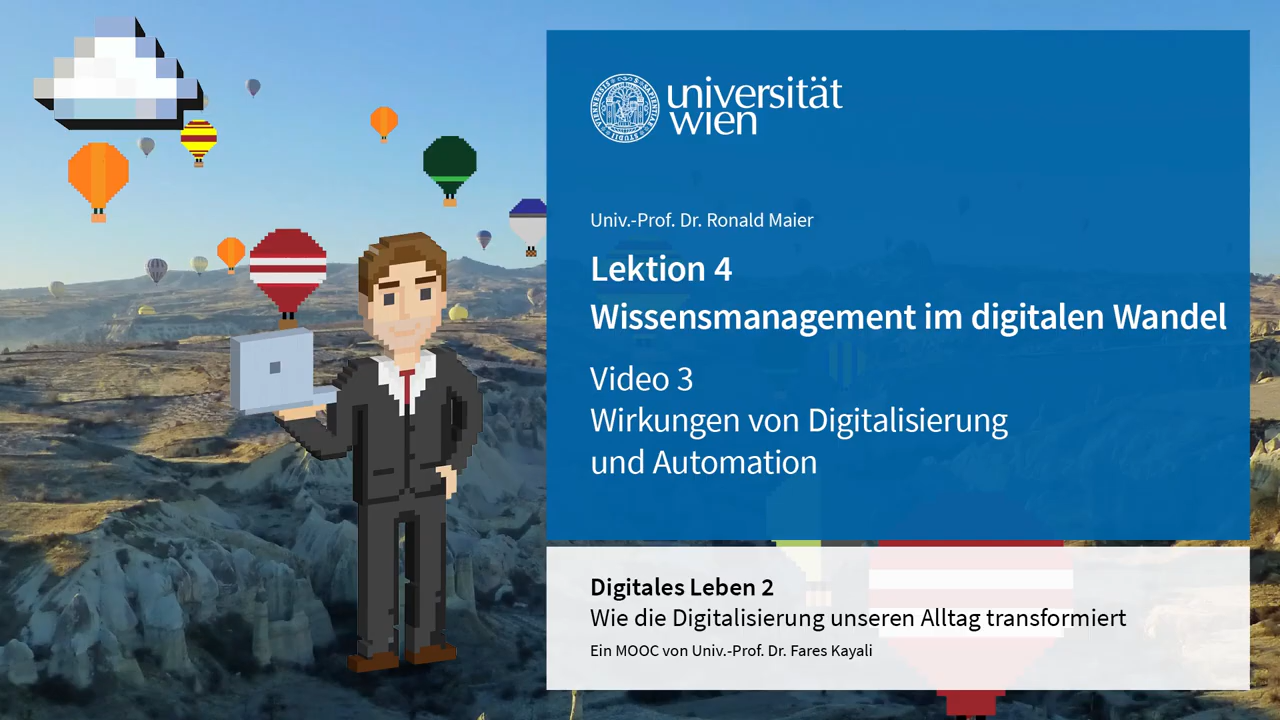 universität
wien
Univ.-Prof. Dr. Ronald Maier
Lektion 4
Wissensmanagement im digitalen Wandel
Video 3
Wirkungen von Digitalisierung
und Automation
Digitales Leben 2
Wie die Digitalisierung unseren Alltag transformiert
Ein MOOC von Univ.-Prof. Dr. Fares Kayali